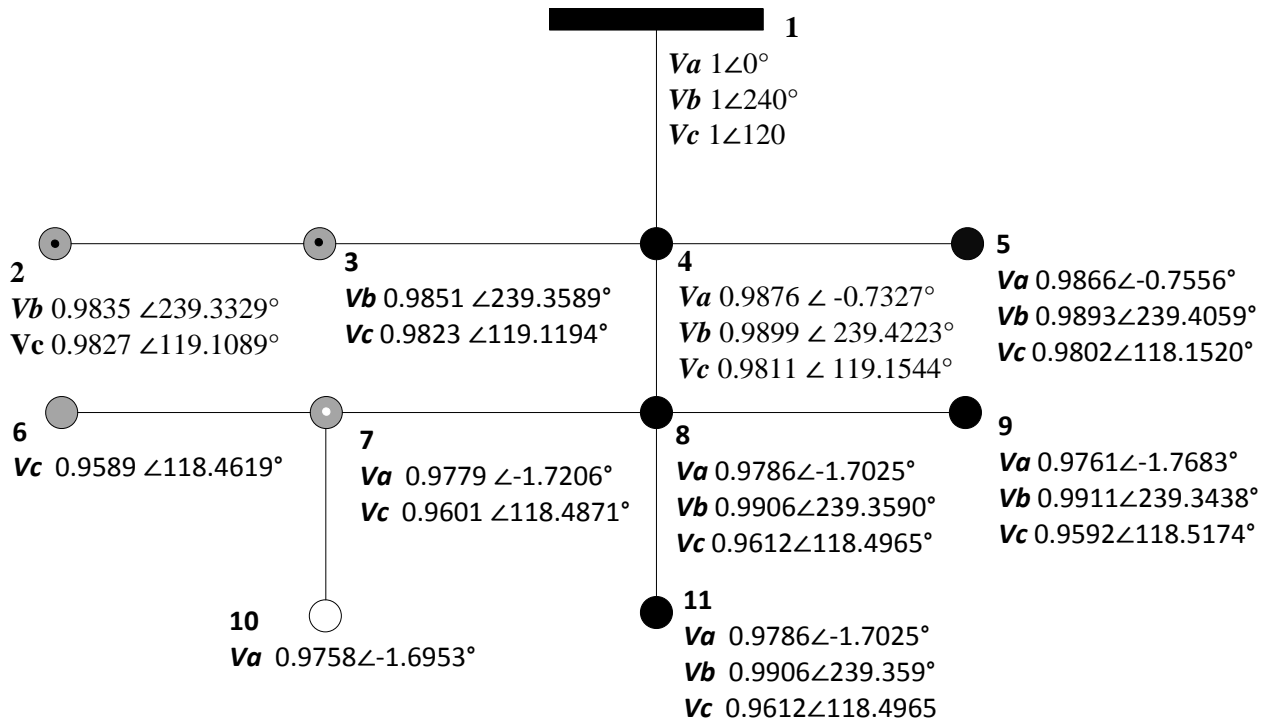 1
Va 1∠0°
Vb 1∠240°
Vc 1∠120
2
Vb 0.9835 ∠239.3329°
Vc 0.9827 ∠119.1089°
3
Vb 0.9851 ∠239.3589°
Vc 0.9823 ∠119.1194°
4
Va 0.9876 ∠ -0.7327°
Vb 0.9899 ∠ 239.4223°
Vc 0.9811 ∠ 119.1544°
5
Va 0.9866∠-0.7556°
Vb 0.9893∠239.4059°
Vc 0.9802∠118.1520°
6
Vc 0.9589 ∠118.4619°
7
Va 0.9779 ∠-1.7206°
Vc 0.9601 ∠118.4871°
8
Va 0.9786∠-1.7025°
Vb 0.9906∠239.3590°
Vc 0.9612∠118.4965°
9
Va 0.9761∠-1.7683°
Vb 0.9911∠239.3438°
Vc 0.9592∠118.5174°
10
Va 0.9758∠-1.6953°
11
Va 0.9786∠-1.7025°
Vb 0.9906∠239.359°
Vc 0.9612∠118.4965